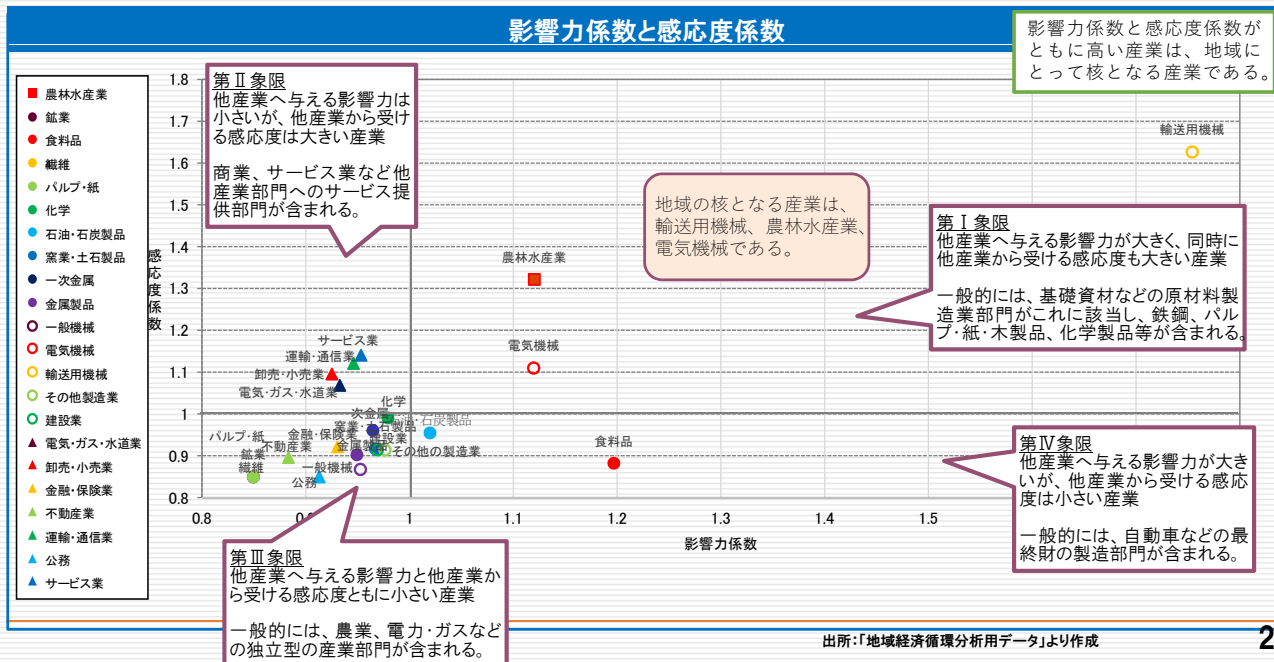 影響力係数と感応度係数
影響力係数と感応度係数が
ともに高い産業は、地域に
とって核となる産業である。
農林水産業
鉱業
食料品
繊維
パルプ・紙
化学
石油・石炭製品
窯業・土石製品
一次金属
金属製品
一般機械
電気機械
輸送用機械
その他製造業
建設業
電気・ガス・水道業
卸売・小売業
金融・保険業
不動産業
運輸・通信業
公務
サービス業
第Ⅱ象限
他産業へ与える影響力は
小さいが、他産業から受け
る感応度は大きい産業
商業、サービス業など他
産業部門へのサービス提
供部門が含まれる。
地域の核となる産業は、
輸送用機械、農林水産業、
電気機械である。
第Ⅰ象限
他産業へ与える影響力が大きく、同時に
他産業から受ける感応度も大きい産業
一般的には、基礎資材などの原材料製
造業部門がこれに該当し、鉄鋼、パル
プ・紙・木製品、化学製品等が含まれる。
第Ⅳ象限
他産業へ与える影響力が大き
いが、他産業から受ける感応
度は小さい産業
一般的には、自動車などの最
終財の製造部門が含まれる。
第Ⅲ象限
他産業へ与える影響力と他産業か
ら受ける感応度ともに小さい産業
一般的には、農業、電力・ガスなど
の独立型の産業部門が含まれる。
感応度係数
1.8
1.7
1.6
1.5
1.4
1.3
1.2
1.1
1
0.9
0.8
輸送用機械
農林水産業
電気機械
サービス業
運輸・通信業
卸売・小売業
電気・ガス・水道業
化学
次金属
油・石炭製品
窯業・土石製品
パルプ・紙
金融・保険業
建設業
不動産業
金属製品
その他の製造業
鉱業
繊維
一般機械
公務
食料品
0.8
1
1.1
1.2
1.3
1.4
1.5
影響力係数
出所：「地域経済循環分析用データ」より作成
2